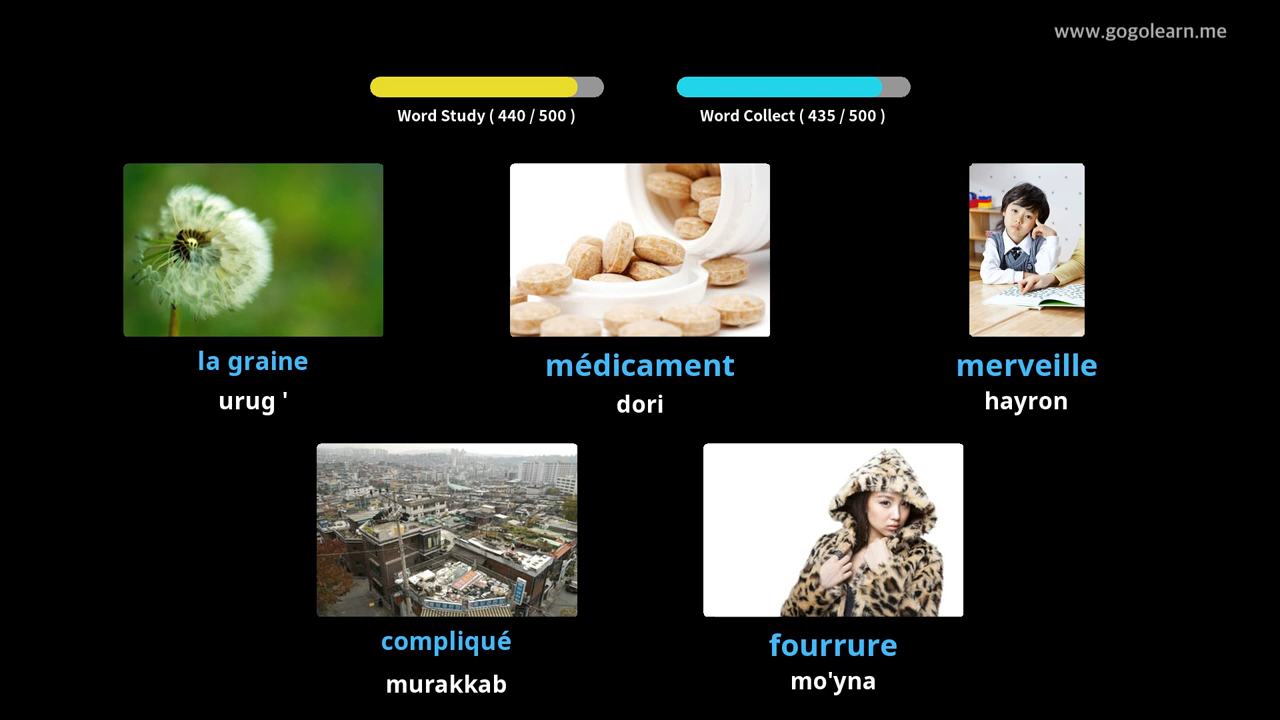 www.gogolearn.me
Word Study ( 440 / 500 )
Word Collect ( 435 / 500 )
la graine
urug '
médicament
dori
merveille
hayron
compliqué
murakkab
fourrure
mo'yna